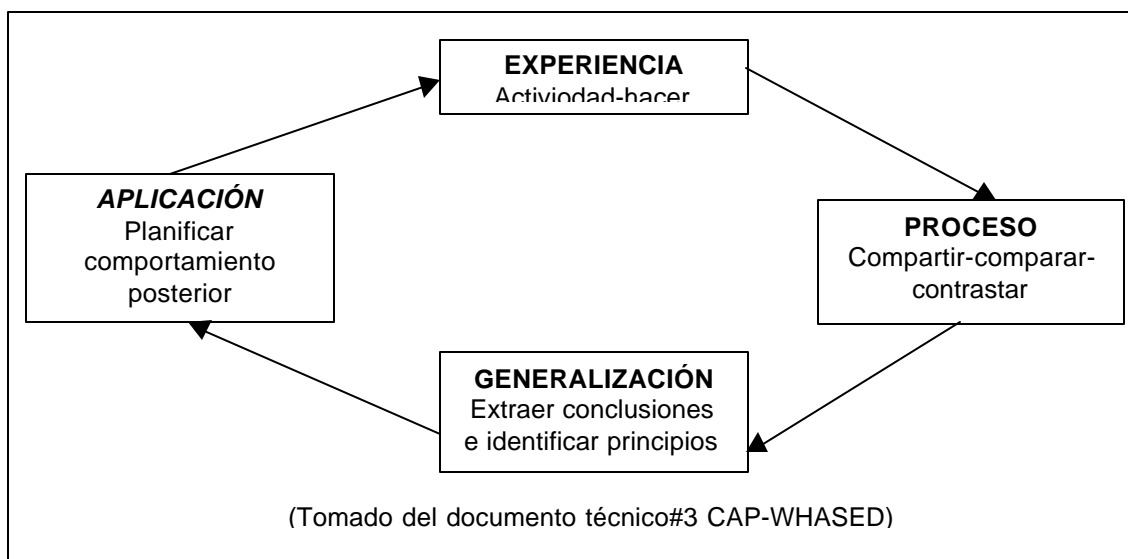 EXPERIENCIA
Activiodad-hacer
APLICACIÓN
Planificar
comportamiento
posterior
PROCESO
Compartir-comparar-
contrastar
GENERALIZACIÓN
Extraer conclusiones
e identificar principios
(Tomado del documento técnico#3 CAP-WHASED)